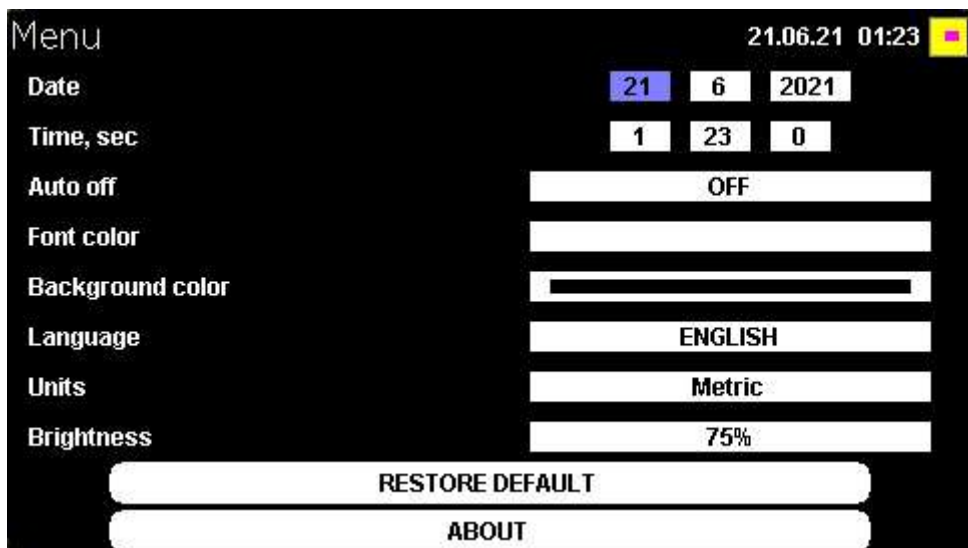 Menu 21.06.21 01:23
Date 21 6 2021
Time, sec 1 23 0
Auto off OFF
Font color
Background color
Language ENGLISH
Units Metric
Brightness 75%
RESTORE DEFAULT
ABOUT